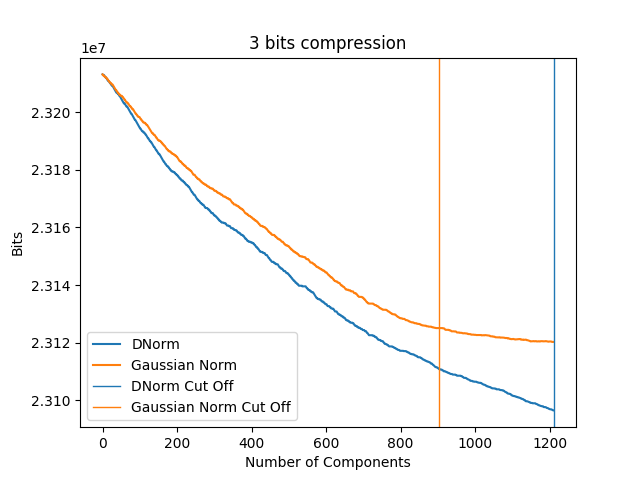 3 bits compression
1e7
2.320
2.318
2.316
2.314
2.312
2.310
Bits
DNorm
Gaussian Norm
DNorm Cut Off
Gaussian Norm Cut Off
0 200 400 600 800 1000 1200
Number of Components